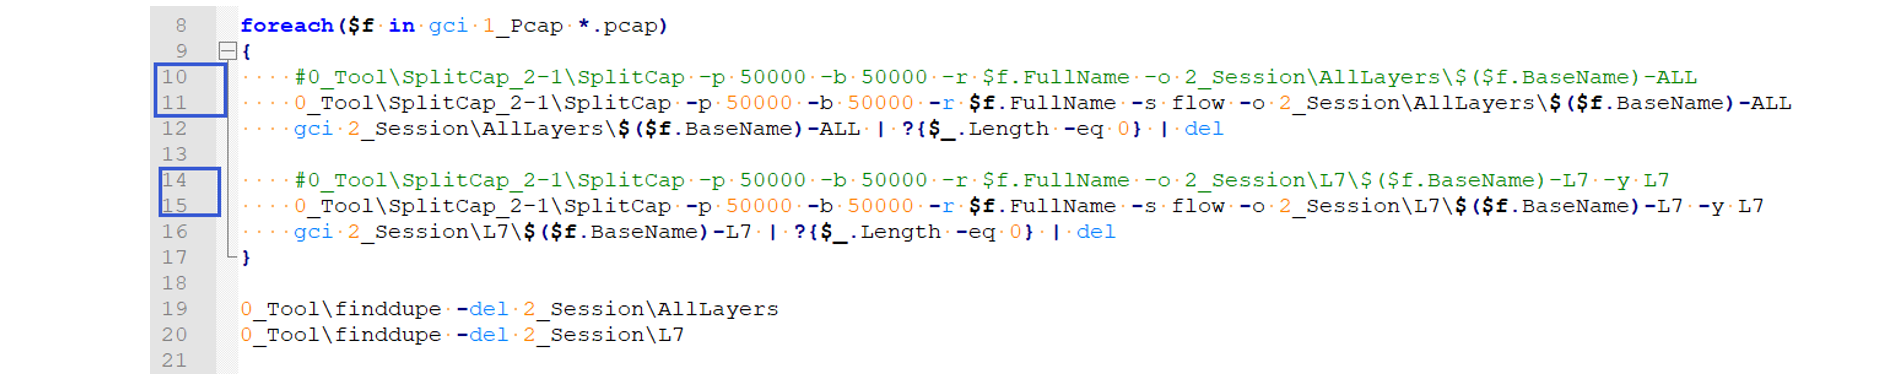 8 foreach($f in gci 1_Pcap *.pcap)
9 {
10     #0_Tool\SplitCap_2-1\SplitCap -p 50000 -b 50000 -r $f.FullName -o 2_Session\AllLayers\$($f.BaseName)-ALL
11     0_Tool\SplitCap_2-1\SplitCap -p 50000 -b 50000 -r $f.FullName -s flow -o 2_Session\AllLayers\$($f.BaseName)-ALL
12     gci 2_Session\AllLayers\$($f.BaseName)-ALL | ?{$_.Length -eq 0} | del
13
14     #0_Tool\SplitCap_2-1\SplitCap -p 50000 -b 50000 -r $f.FullName -o 2_Session\L7\$($f.BaseName)-L7 -y L7
15     0_Tool\SplitCap_2-1\SplitCap -p 50000 -b 50000 -r $f.FullName -s flow -o 2_Session\L7\$($f.BaseName)-L7 -y L7
16     gci 2_Session\L7\$($f.BaseName)-L7 | ?{$_.Length -eq 0} | del
17 }
18
19 0_Tool\finddupe -del 2_Session\AllLayers
20 0_Tool\finddupe -del 2_Session\L7
21